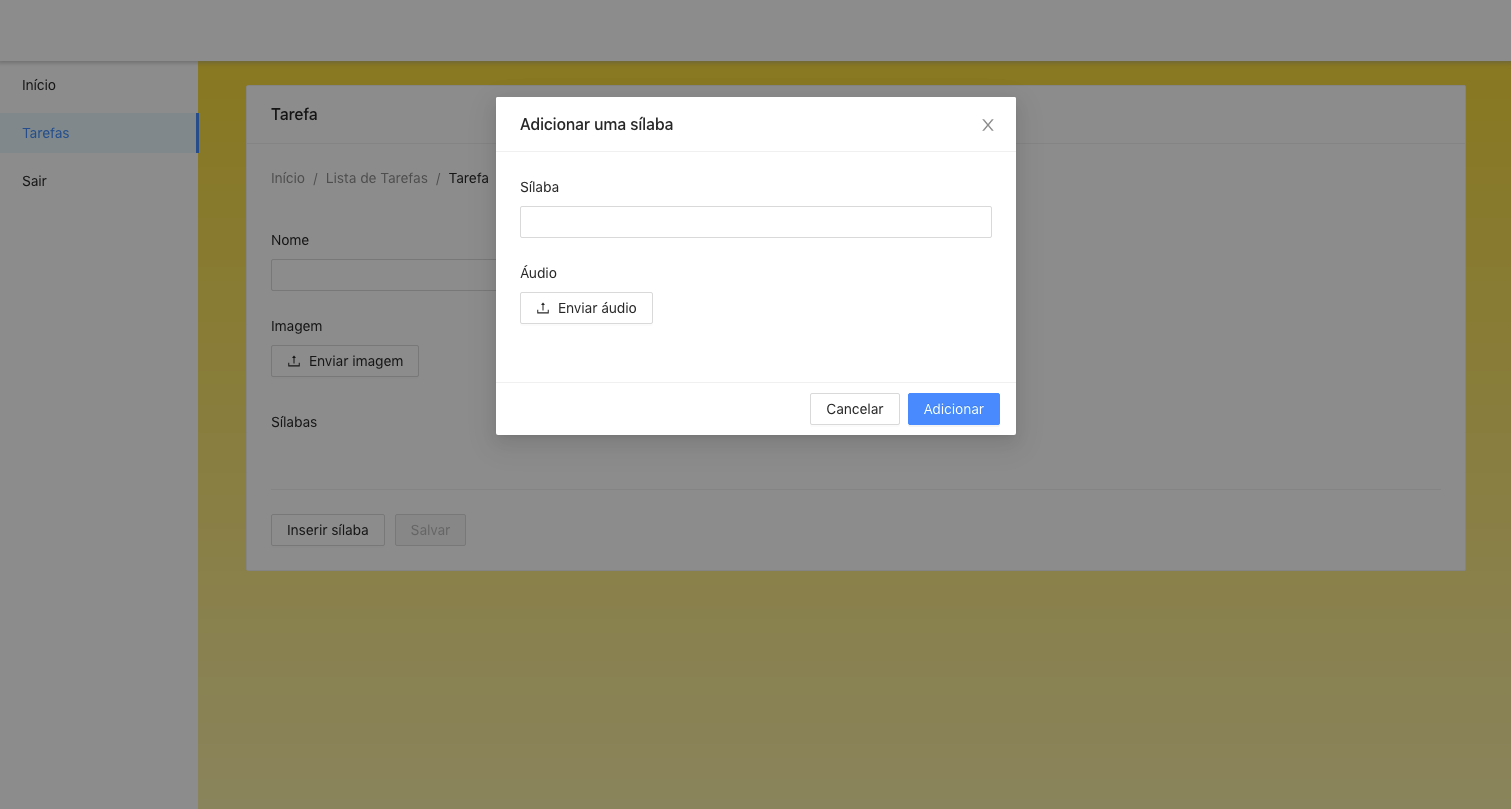 Início
Tarefas
Sair
Tarefa
Início / Lista de Tarefas / Tarefa
Nome
Imagem
Enviar imagem
Sílabas
Inserir sílaba
Salvar
Adicionar uma sílaba
Sílaba
Áudio
Enviar áudio
Cancelar
Adicionar